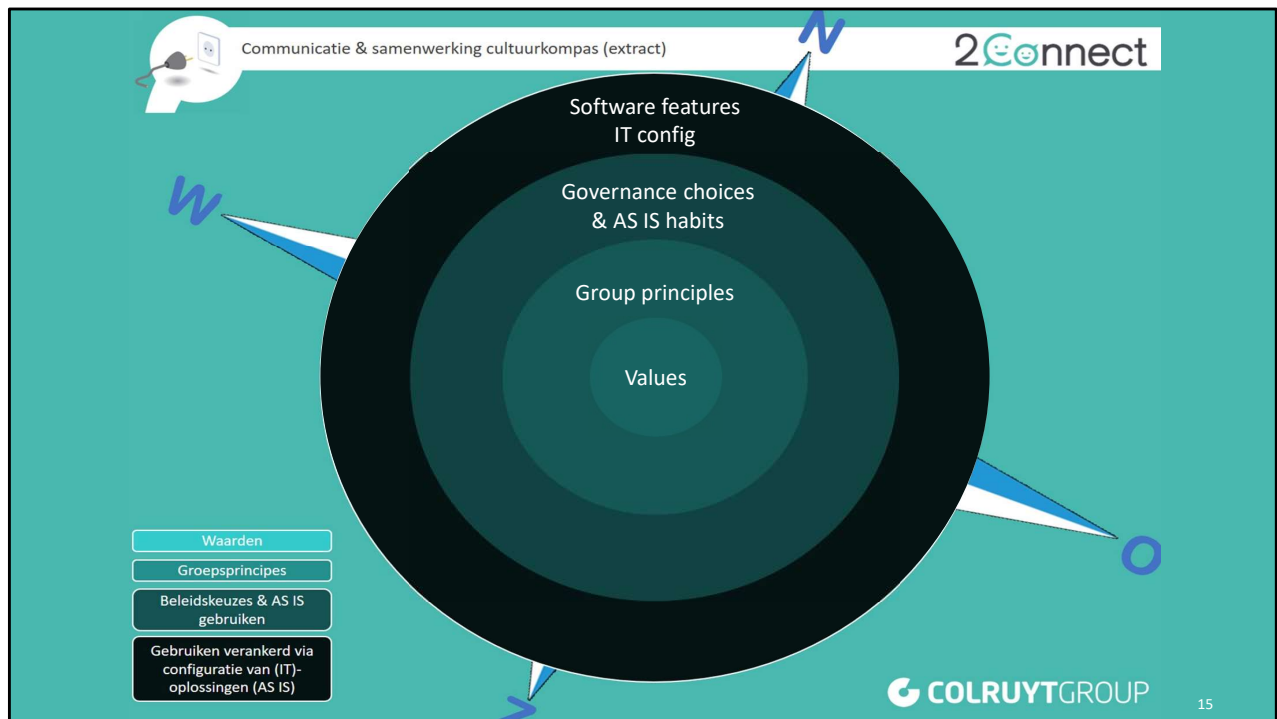 Communicatie & samenwerking cultuurkompas (extract)
2Connect
N
W
O
Z
Software features
IT config
Governance choices
& AS IS habits
Group principles
Values
Waarden
Groepsprincipes
Beleidskeuzes & AS IS
gebruiken
Gebruiken verankerd via
configuratie van (IT)-
oplossingen (AS IS)
COLRUYTGROUP
15